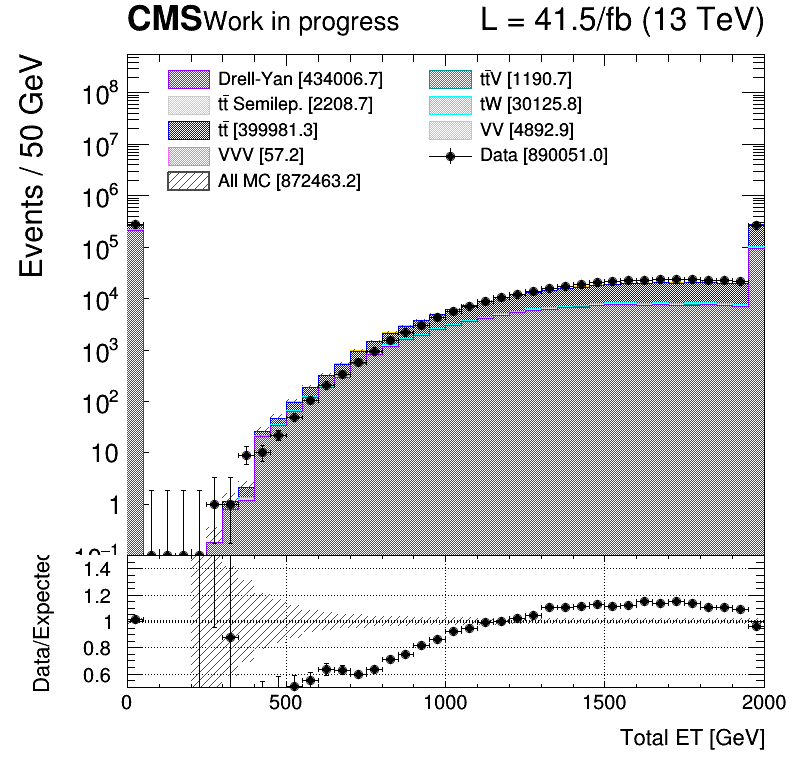 CMS Work in progress L = 41.5/fb (13 TeV)
Events / 50 GeV
Drell-Yan [434006.7]
tt̄ Semilep. [2208.7]
tt̄ [399981.3]
VVV [57.2]
All MC [872463.2]
tt̄V [1190.7]
tW [30125.8]
VV [4892.9]
Data [890051.0]
10⁸
10⁷
10⁶
10⁵
10⁴
10³
10²
10
1
10⁻¹
Data/Expected
1.4
1.2
1
0.8
0.6
0 500 1000 1500 2000
Total ET [GeV]